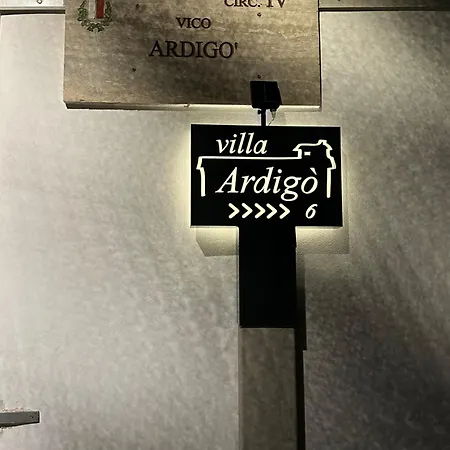 CIRC. IV
VICO
ARDIGO'
villa
Ardigò
>>>>> 6